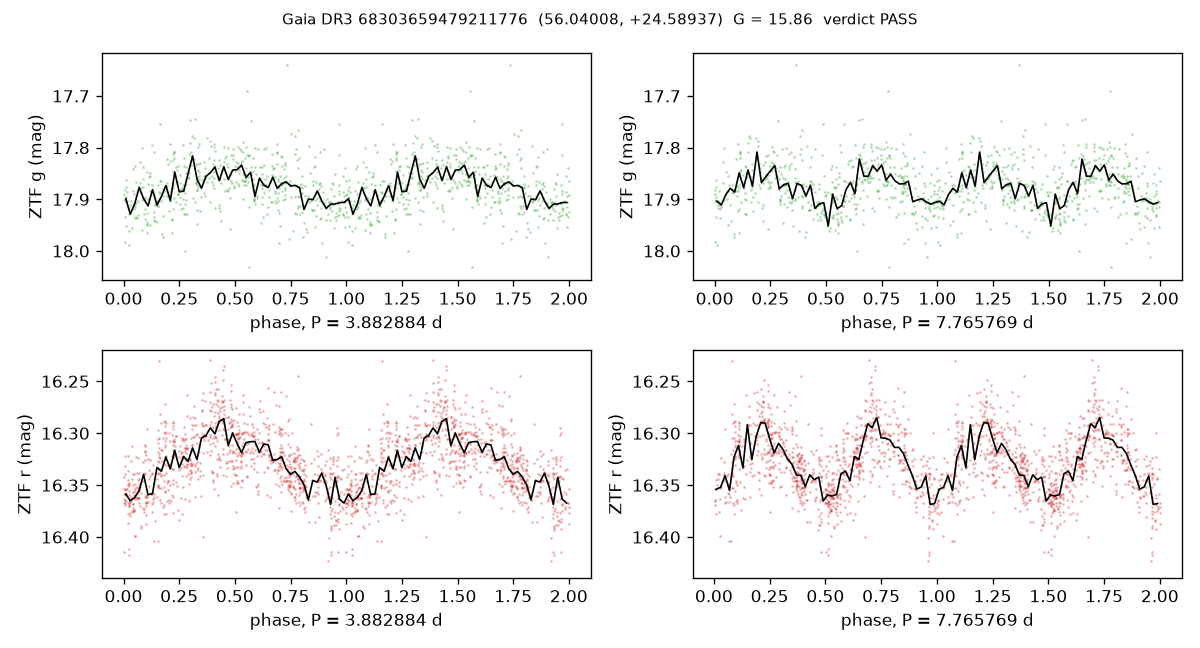 Gaia DR3 68303659479211776  (56.04008, +24.58937)  G = 15.86  verdict PASS
ZTF g (mag)
17.7
17.8
17.9
18.0
0.00 0.25 0.50 0.75 1.00 1.25 1.50 1.75 2.00
phase, P = 3.882884 d
ZTF g (mag)
17.7
17.8
17.9
18.0
0.00 0.25 0.50 0.75 1.00 1.25 1.50 1.75 2.00
phase, P = 7.765769 d
ZTF r (mag)
16.25
16.30
16.35
16.40
0.00 0.25 0.50 0.75 1.00 1.25 1.50 1.75 2.00
phase, P = 3.882884 d
ZTF r (mag)
16.25
16.30
16.35
16.40
0.00 0.25 0.50 0.75 1.00 1.25 1.50 1.75 2.00
phase, P = 7.765769 d